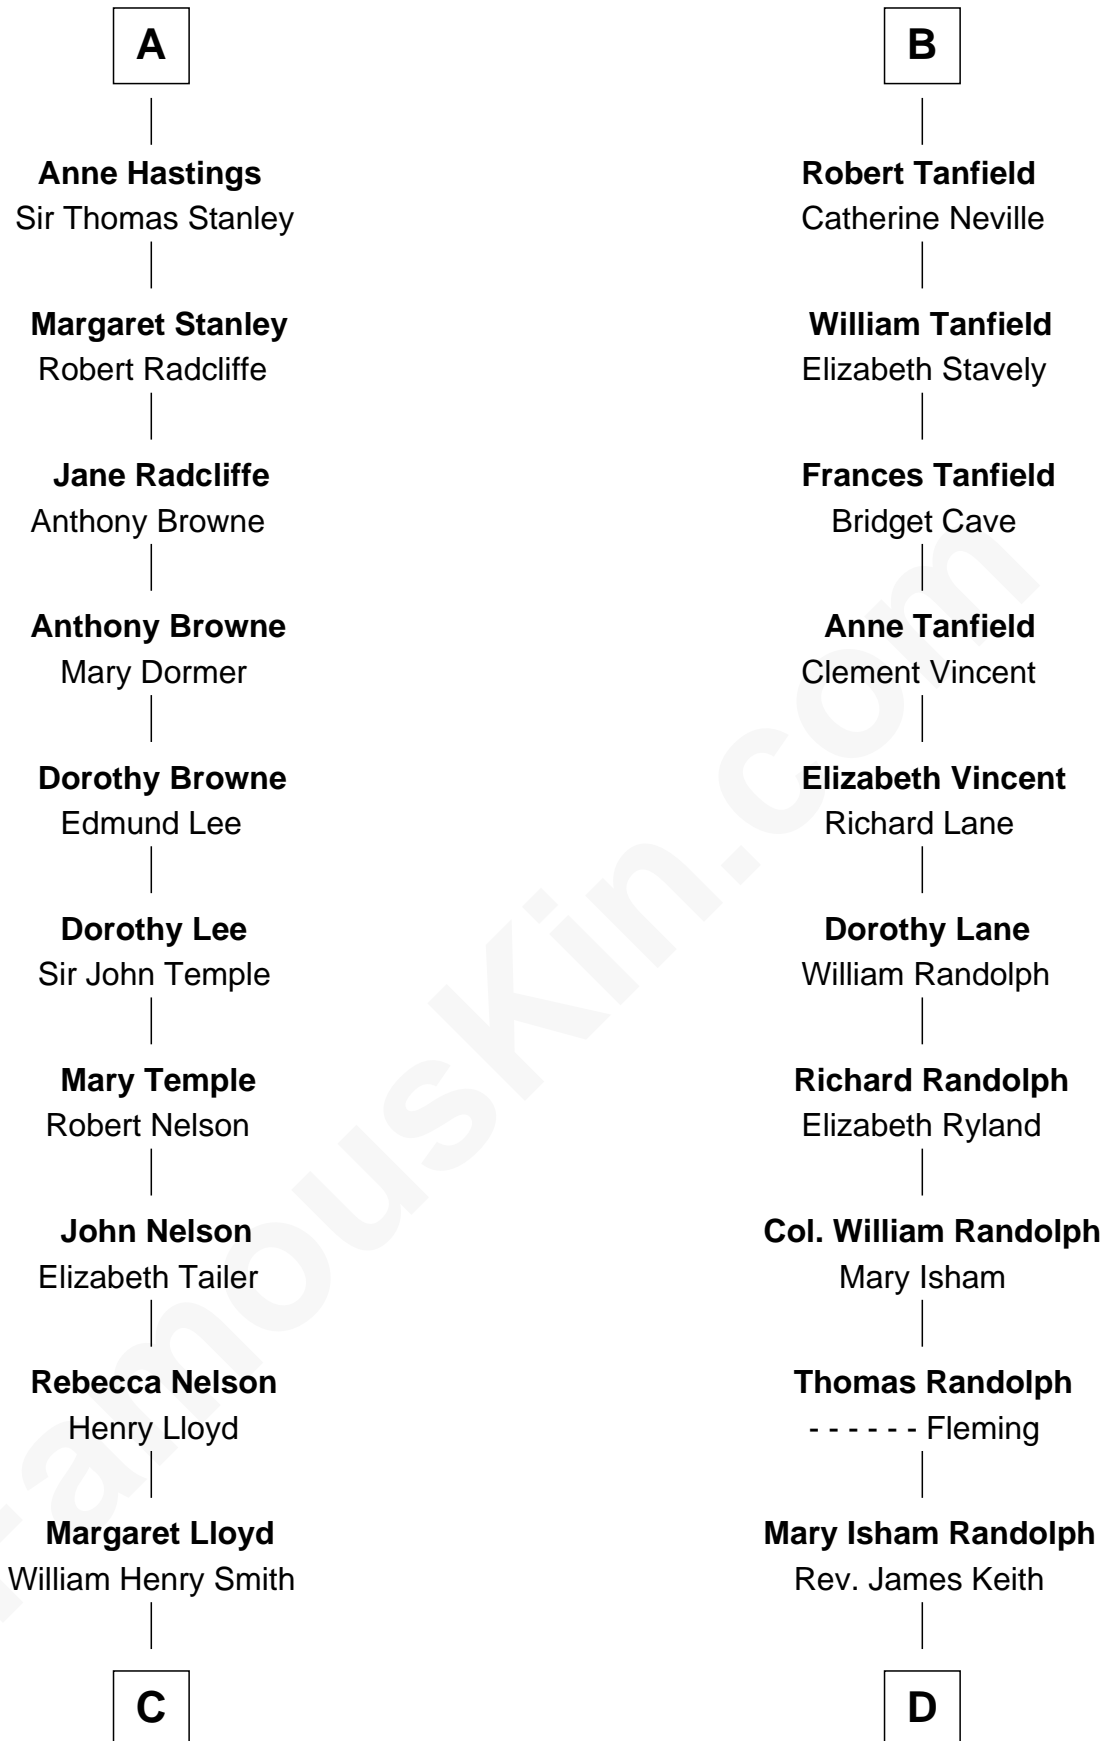 A
Anne Hastings
Sir Thomas Stanley
Margaret Stanley
Robert Radcliffe
Jane Radcliffe
Anthony Browne
Anthony Browne
Mary Dormer
Dorothy Browne
Edmund Lee
Dorothy Lee
Sir John Temple
Mary Temple
Robert Nelson
John Nelson
Elizabeth Tailer
Rebecca Nelson
Henry Lloyd
Margaret Lloyd
William Henry Smith
C
B
Robert Tanfield
Catherine Neville
William Tanfield
Elizabeth Stavely
Frances Tanfield
Bridget Cave
Anne Tanfield
Clement Vincent
Elizabeth Vincent
Richard Lane
Dorothy Lane
William Randolph
Richard Randolph
Elizabeth Ryland
Col. William Randolph
Mary Isham
Thomas Randolph
- - - - - - Fleming
Mary Isham Randolph
Rev. James Keith
D
FamousKin.com